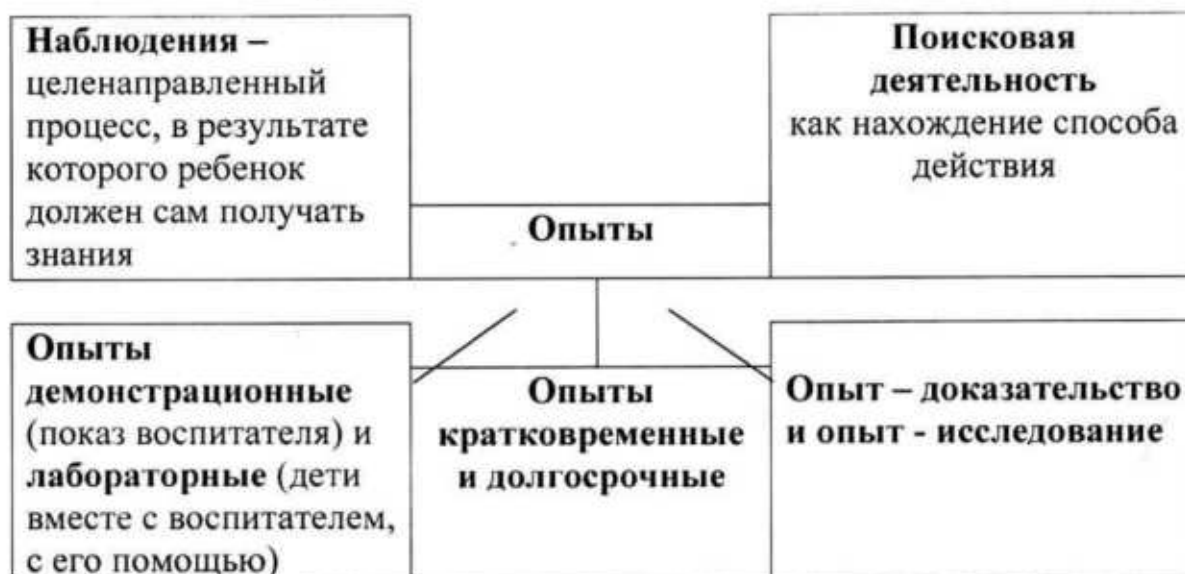 Наблюдения –
целенаправленный
процесс, в результате
которого ребенок
должен сам получать
знания
Поисковая
деятельность
как нахождение способа
действия
Опыты
Опыты
демонстрационные
(показ воспитателя) и
лабораторные (дети
вместе с воспитателем,
с его помощью)
Опыты
кратковременные
и долгосрочные
Опыт – доказательство
и опыт - исследование